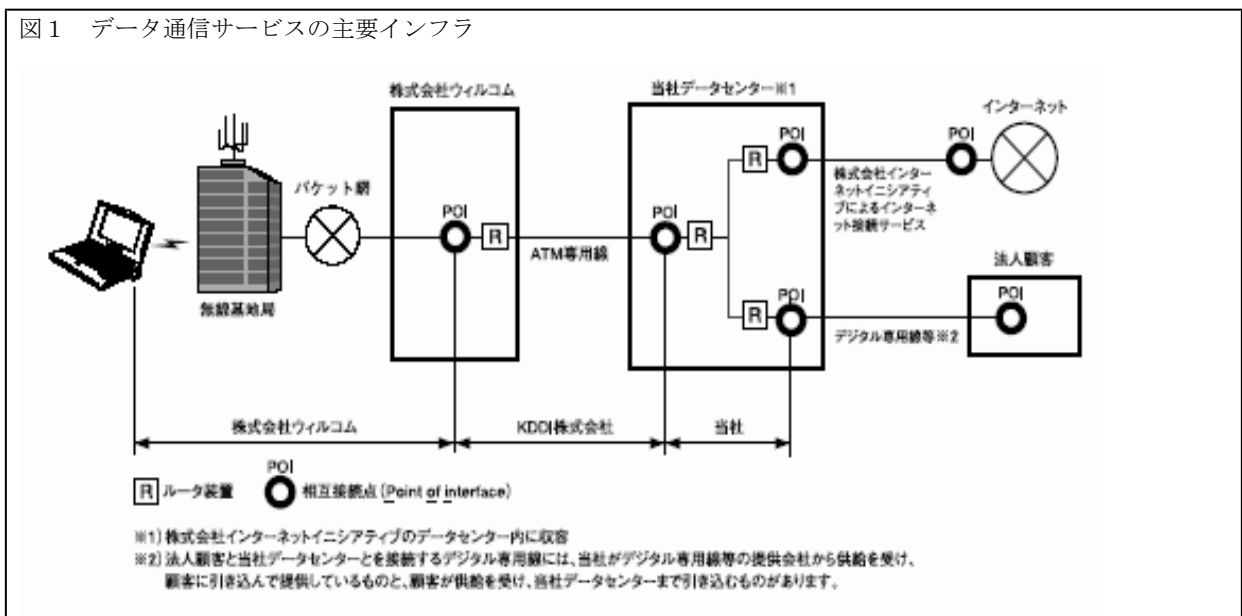 図１　データ通信サービスの主要インフラ
株式会社ウィルコム
当社データセンター※1
インターネット
POI
POI
R
パケット網
株式会社インター
ネットイニシアティ
ブによるインターネ
ット接続サービス
POI
R
ATM専用線
POI
R
法人顧客
無線基地局
POI
R
POI
デジタル専用線等※2
株式会社ウィルコム
KDDI株式会社
当社
POI
R ルータ装置
相互接続点(Point of interface)
※1)株式会社インターネットイニシアティブのデータセンター内に収容
※2)法人顧客と当社データセンターとを接続するデジタル専用線には、当社がデジタル専用線等の提供会社から供給を受け、
顧客に引き込んで提供しているものと、顧客が供給を受け、当社データセンターまで引き込むものがあります。